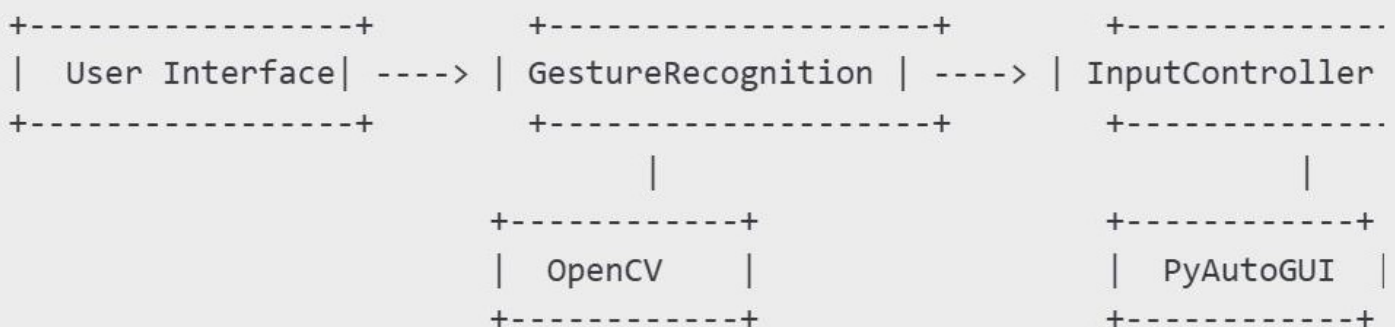 +-----------------+ +--------------------+ +--------------
| User Interface| ----> | GestureRecognition | ----> | InputController
+-----------------+ +--------------------+ +--------------
| |
+------------+ +------------+
| OpenCV | | PyAutoGUI |
+------------+ +------------+